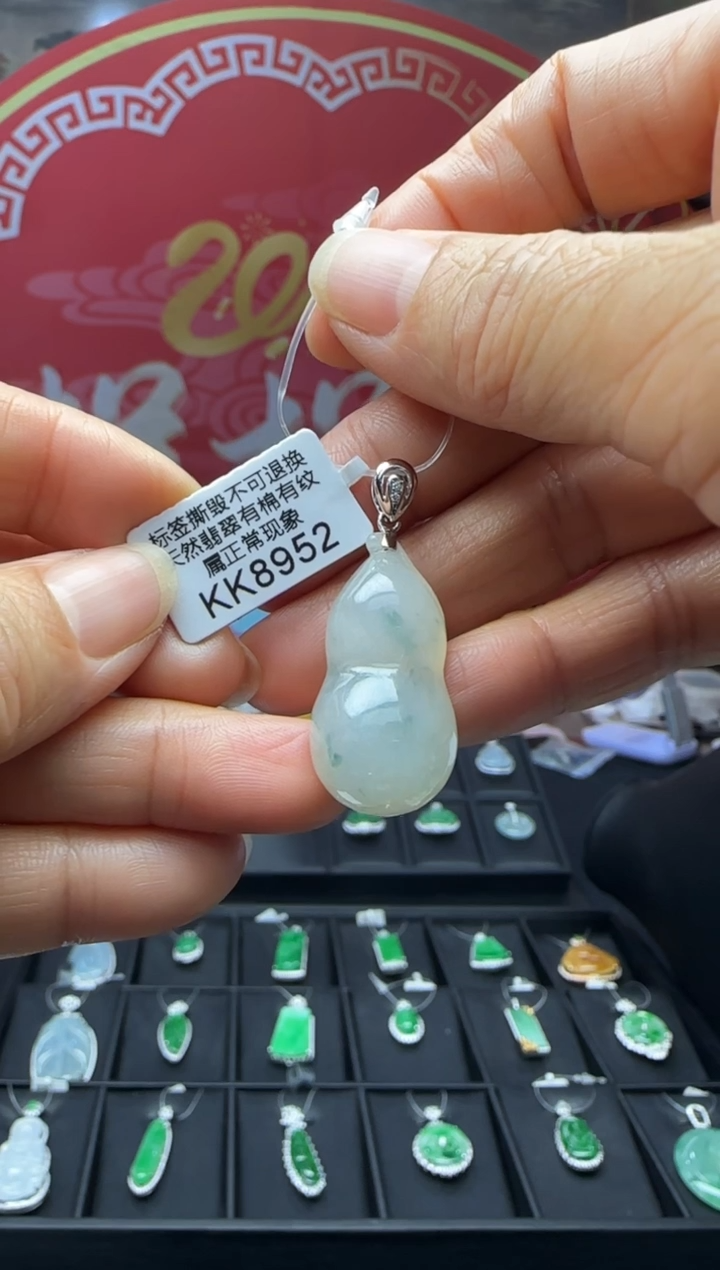 标签撕毁不可退换
天然翡翠有棉有纹
属正常现象
KK8952